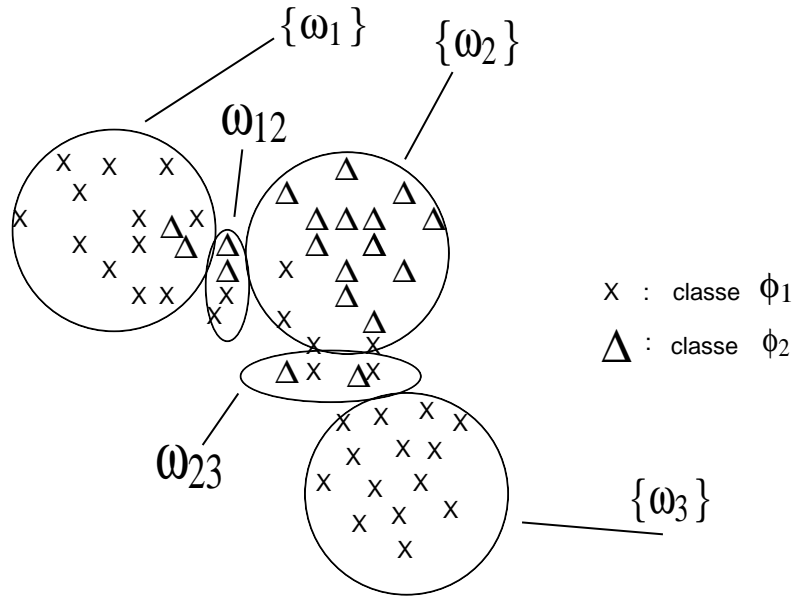 {ω1}
{ω2}
ω12
X : classe ϕ1
Δ : classe ϕ2
ω23
{ω3}